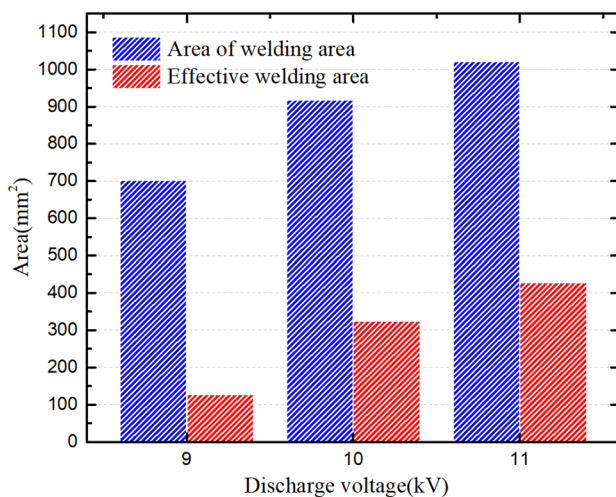 1100
1000
900
800
700
600
500
400
300
200
100
0
Area(mm²)
Area of welding area
Effective welding area
9 10 11
Discharge voltage(kV)